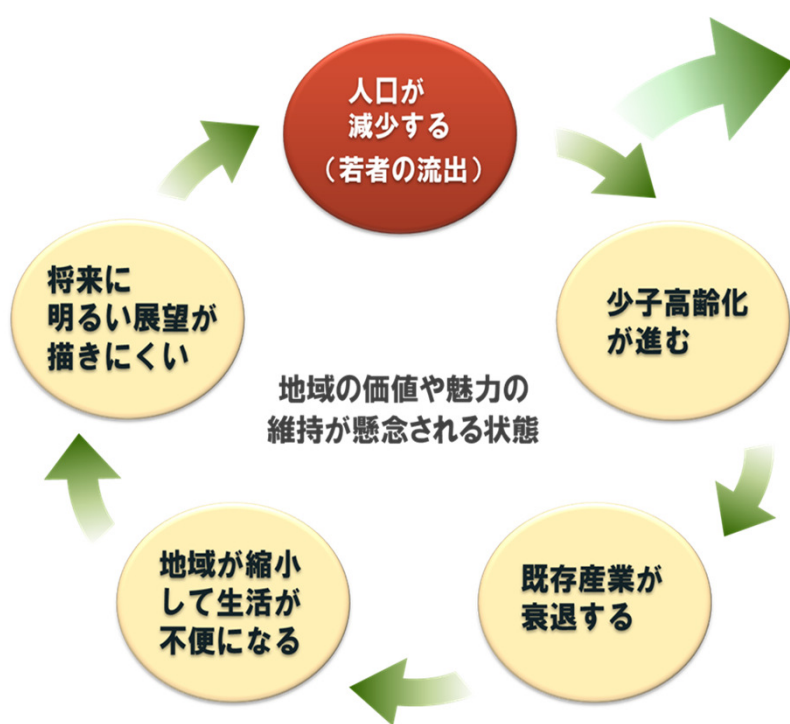 人口が
減少する
（若者の流出）
少子高齢化
が進む
既存産業が
衰退する
地域が縮小
して生活が
不便になる
将来に
明るい展望が
描きにくい
地域の価値や魅力の
維持が懸念される状態